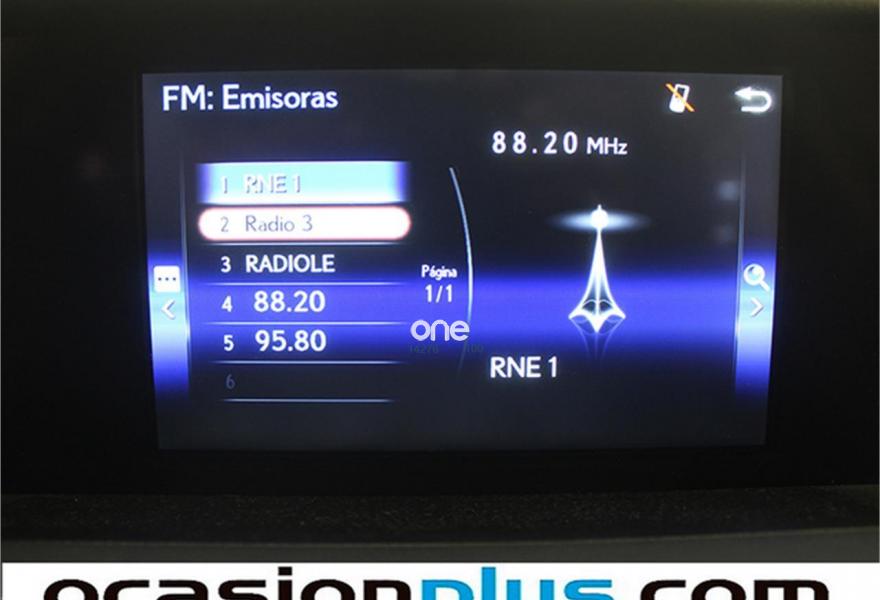 FM: Emisoras
88.20 MHz
1 RNE 1
2 Radio 3
3 RADIOLE
4 88.20
5 95.80
6
Página
1/1
one
RNE 1
ocasionplus.com